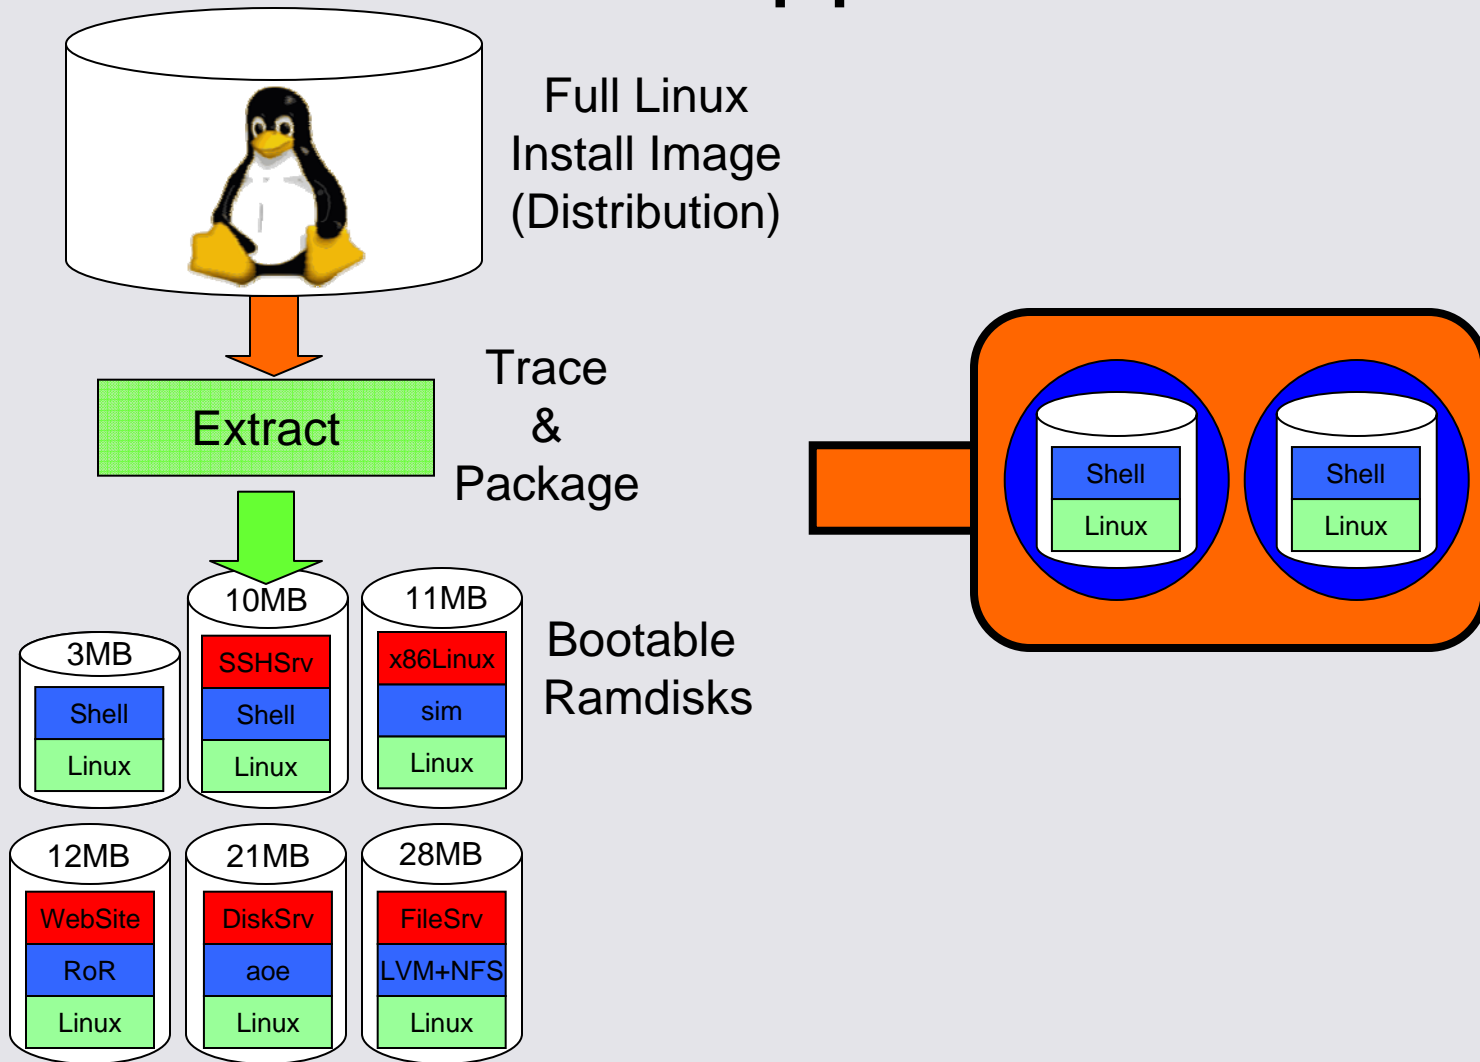 Full Linux
Install Image
(Distribution)
Trace
&
Package
Extract
Bootable
Ramdisks
3MB
Shell
Linux
10MB
SSHSrv
Shell
Linux
11MB
x86Linux
sim
Linux
12MB
WebSite
RoR
Linux
21MB
DiskSrv
aoe
Linux
28MB
FileSrv
LVM+NFS
Linux
Shell
Linux
Shell
Linux